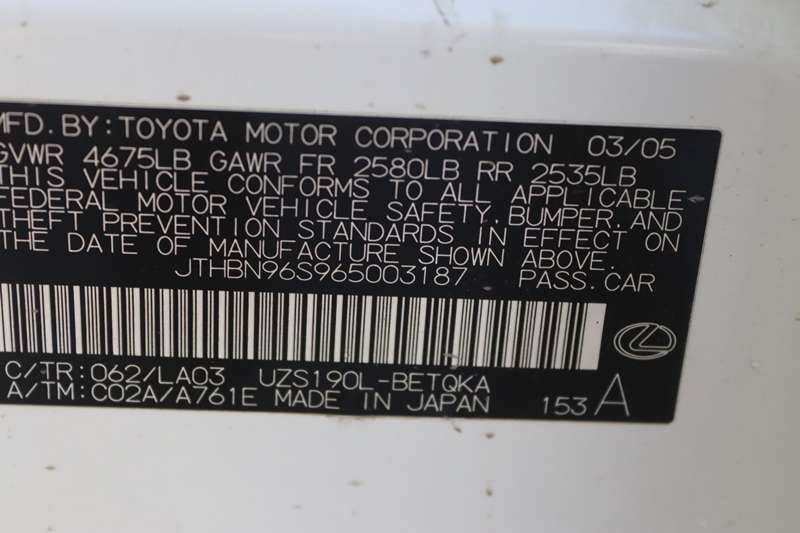 MFD. BY: TOYOTA MOTOR CORPORATION 03/05
GVWR 4675LB GAWR FR 2580LB RR 2535LB
THIS VEHICLE CONFORMS TO ALL APPLICABLE
FEDERAL MOTOR VEHICLE SAFETY, BUMPER, AND
THEFT PREVENTION STANDARDS IN EFFECT ON
THE DATE OF MANUFACTURE SHOWN ABOVE.
JTHBN96S965003187 PASS. CAR
C/TR: 062/LA03 UZS190L-BETQKA
A/TM: C02A/A761E MADE IN JAPAN 153 A